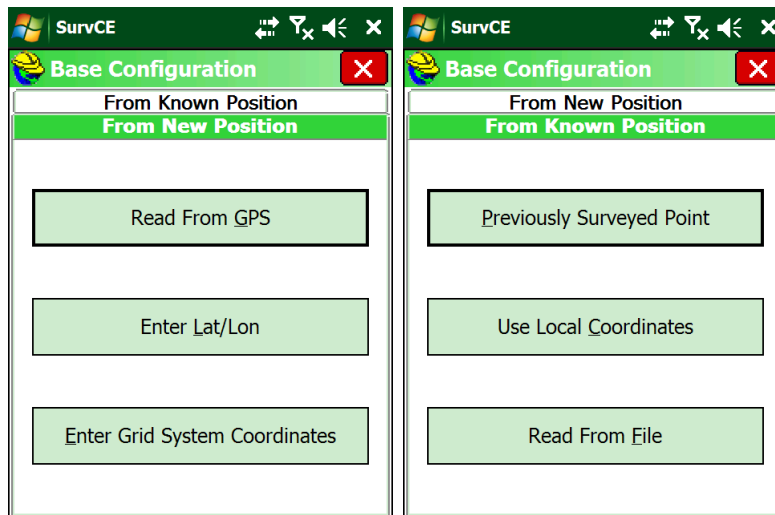 SurvCE
Base Configuration
From Known Position
From New Position
Read From GPS
Enter Lat/Lon
Enter Grid System Coordinates
SurvCE
Base Configuration
From New Position
From Known Position
Previously Surveyed Point
Use Local Coordinates
Read From File